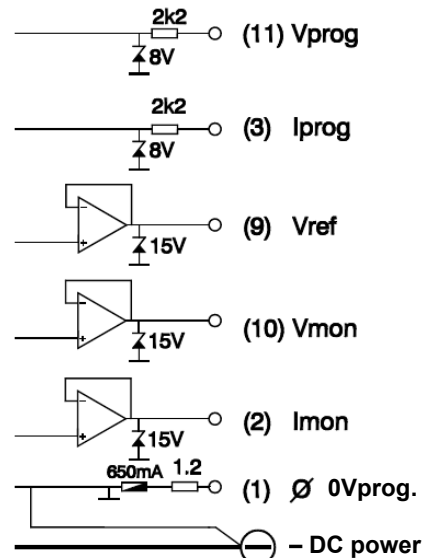 2k2
(11) Vprog
8V
2k2
(3) Iprog
8V
(9) Vref
15V
(10) Vmon
15V
(2) Imon
15V
650mA 1.2
(1) Ø 0Vprog.
– DC power